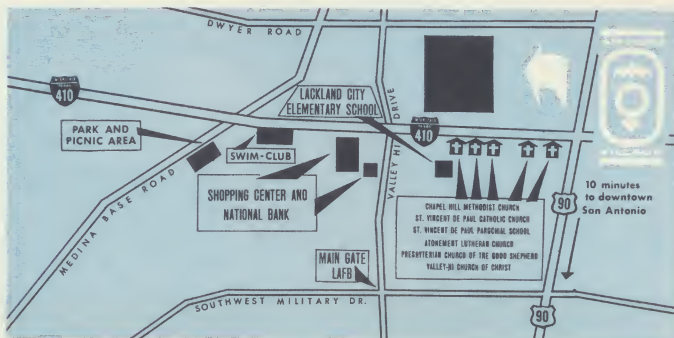 DWYER ROAD
INTERSTATE
TEXAS
410
LACKLAND CITY
ELEMENTARY SCHOOL
VALLEY HI DRIVE
410
PARK AND
PICNIC AREA
SWIM-CLUB
SHOPPING CENTER AND
NATIONAL BANK
MEDINA BASE ROAD
CHAPEL HILL METHODIST CHURCH
ST. VINCENT DE PAUL CATHOLIC CHURCH
ST. VINCENT DE PAUL PAROCHIAL SCHOOL
ATONEMENT LUTHERAN CHURCH
PRESBYTERIAN CHURCH OF THE GOOD SHEPHERD
VALLEY-HI CHURCH OF CHRIST
90
10 minutes
to downtown
San Antonio
MAIN GATE
LAFB
SOUTHWEST MILITARY DR.
90